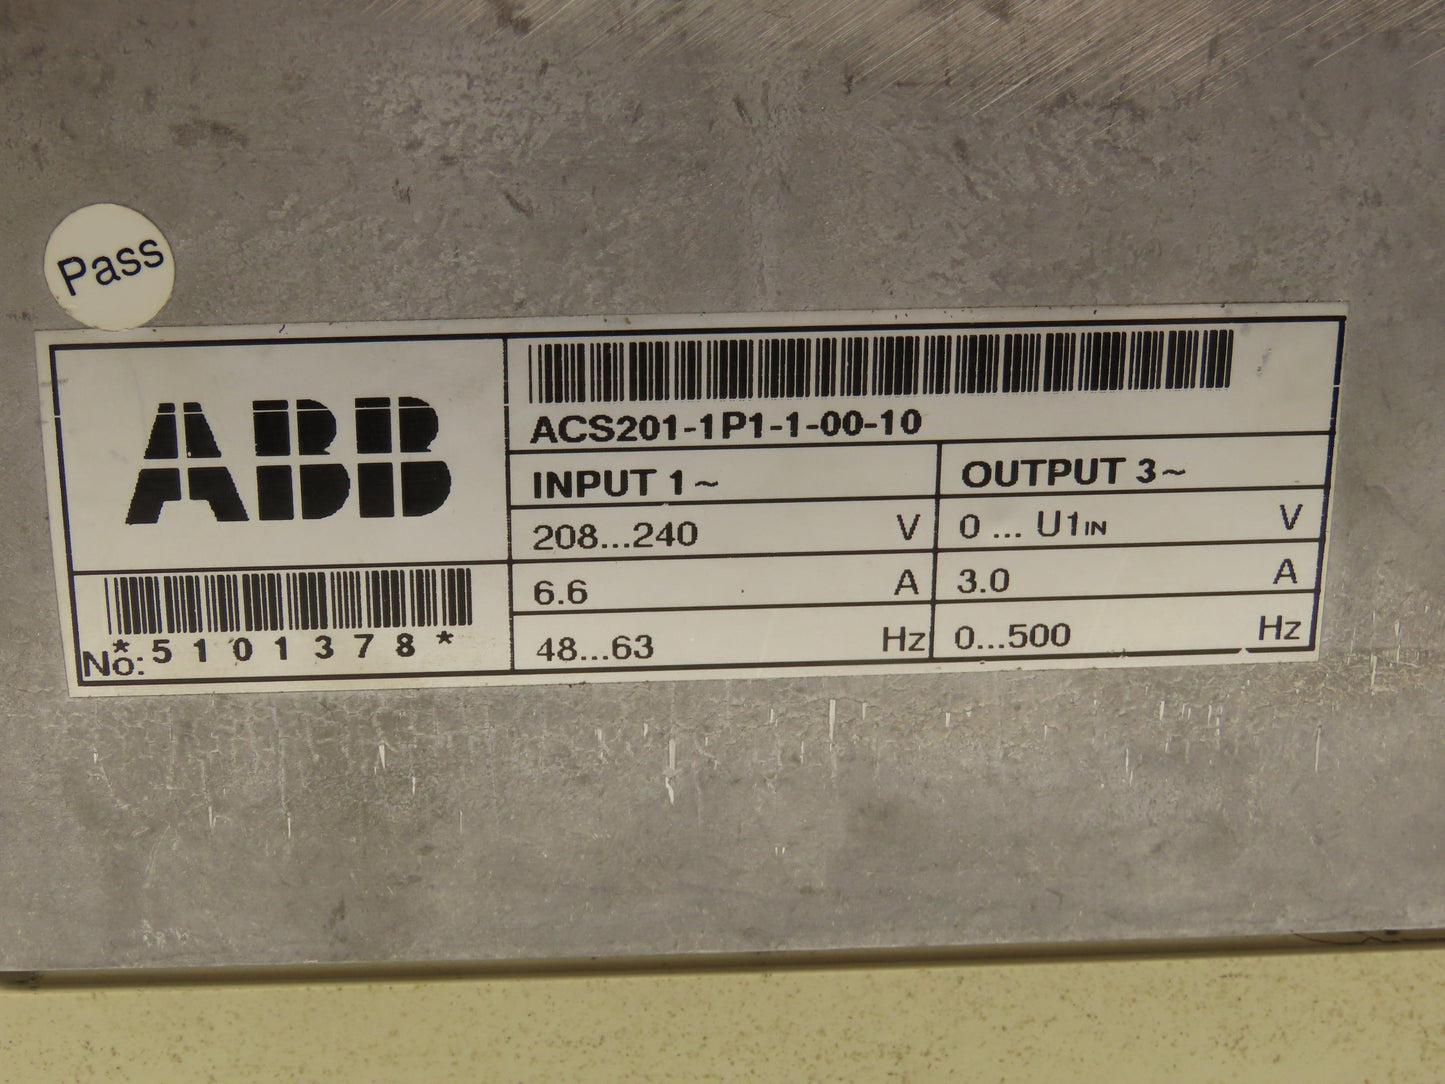 Pass
ABB
ACS201-1P1-1-00-10
INPUT 1~
OUTPUT 3~
208...240 V
0 ... U1IN V
6.6 A
3.0 A
48...63 Hz
0...500 Hz
No: *5101378*